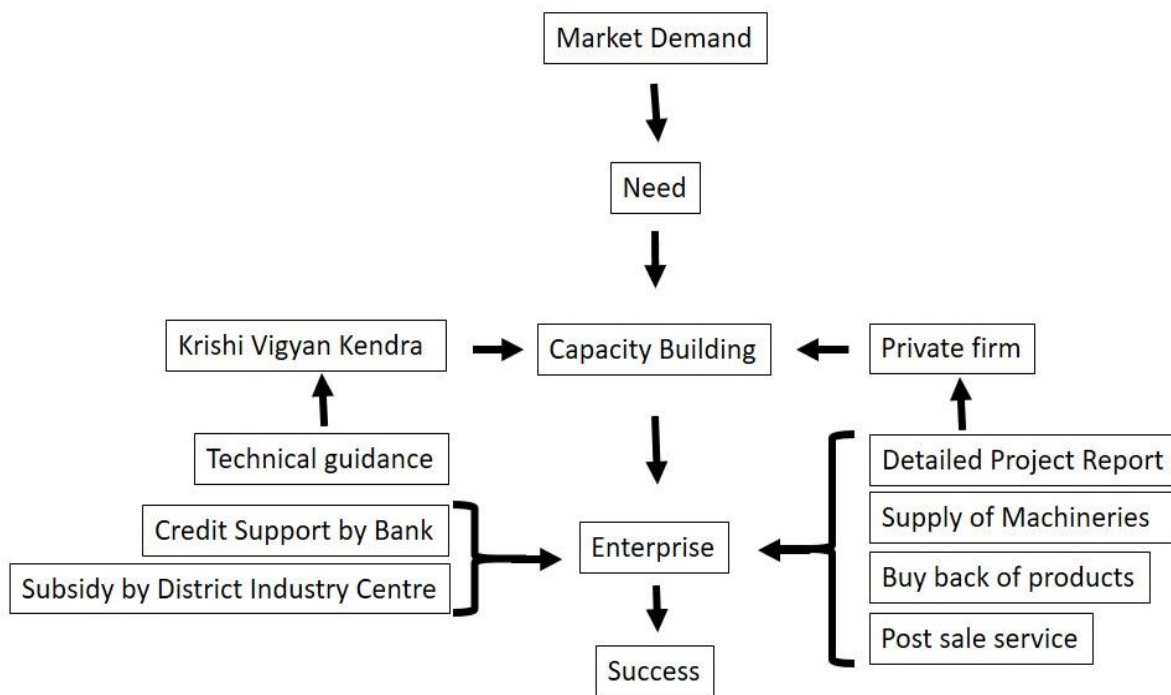 Market Demand
Need
Krishi Vigyan Kendra
Capacity Building
Private firm
Technical guidance
Detailed Project Report
Credit Support by Bank
Supply of Machineries
Enterprise
Subsidy by District Industry Centre
Buy back of products
Post sale service
Success